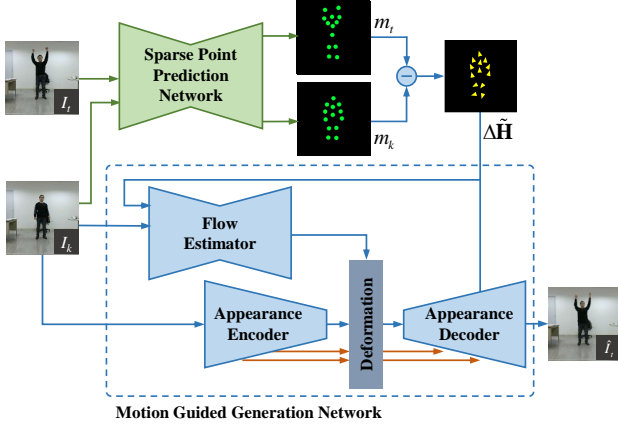 I_t
Sparse Point
Prediction
Network
m_t
−
m_k
ΔH̃
I_k
Flow
Estimator
Deformation
Appearance
Encoder
Appearance
Decoder
Î_t
Motion Guided Generation Network